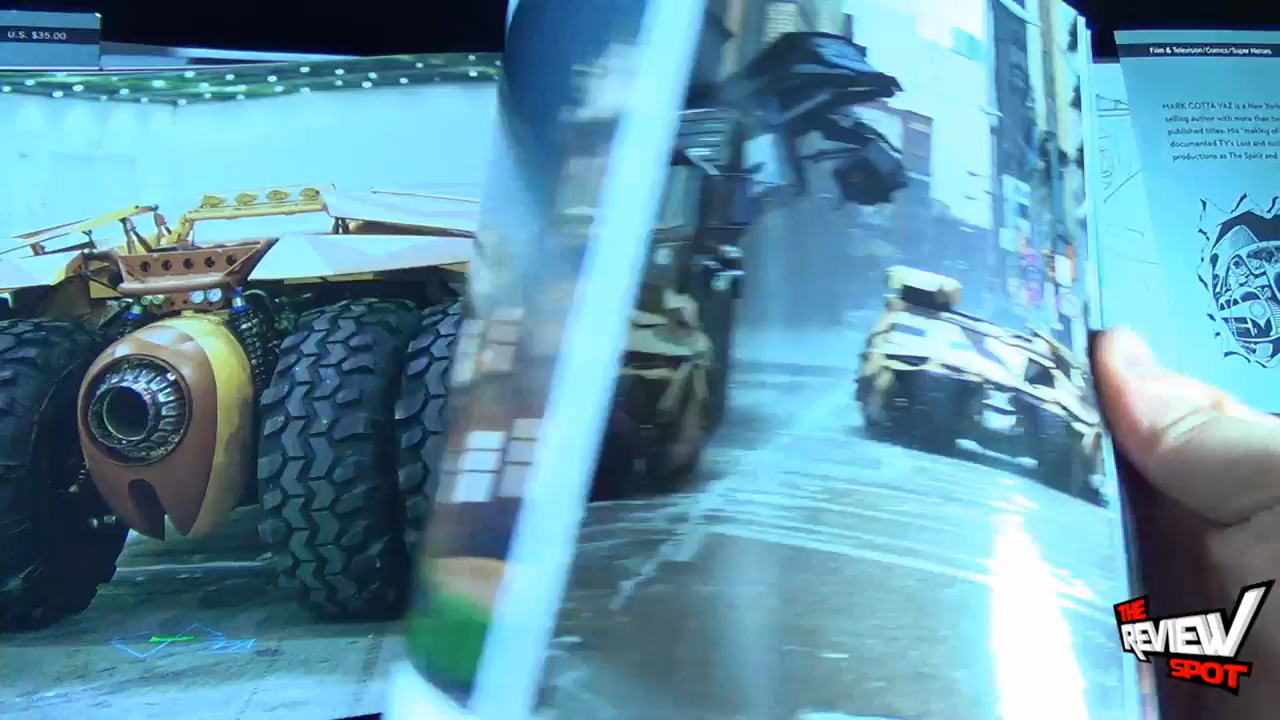 U.S. $35.00
Film & Television/Comics/Super Heroes
MARK COTTA VAZ is a New York
selling author with more than
published titles. His "making of
documented TV's Lost and
productions as The Spirit and
THE
REVIEW
SPOT